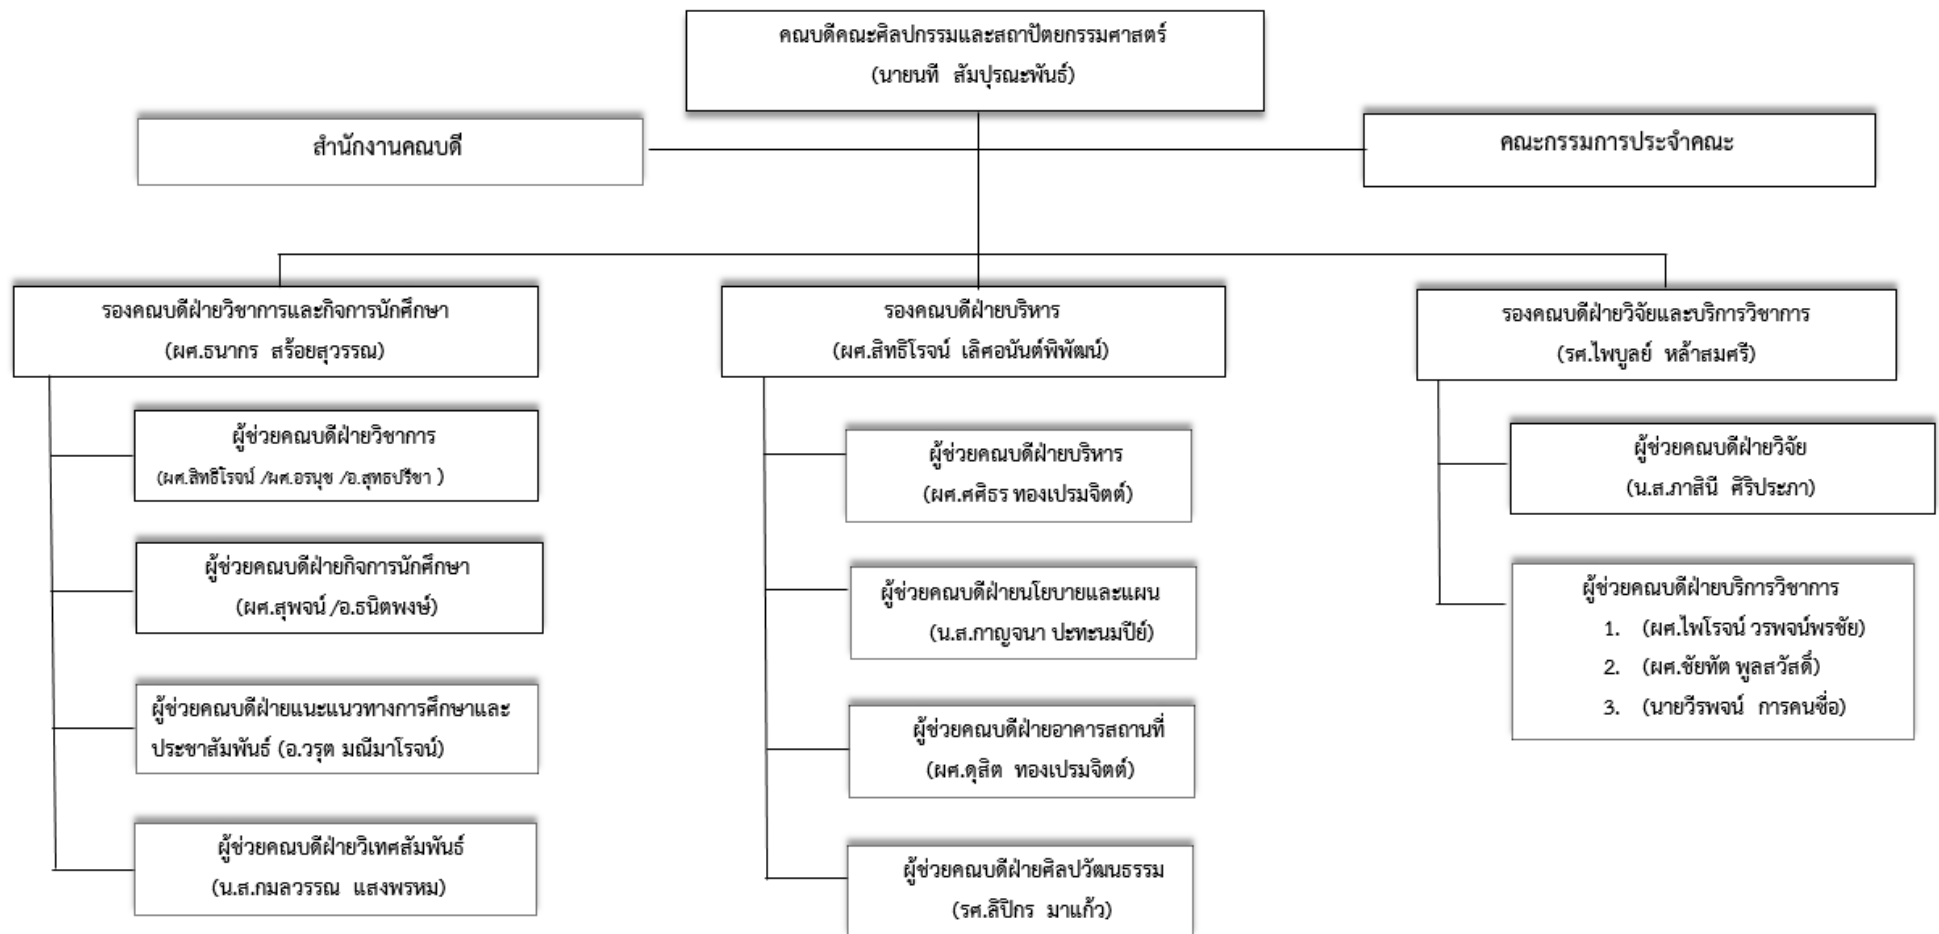 คณบดีคณะศิลปกรรมและสถาปัตยกรรมศาสตร์
(นายนที สัมปุรณะพันธ์)
สำนักงานคณบดี
คณะกรรมการประจำคณะ
รองคณบดีฝ่ายวิชาการและกิจการนักศึกษา
(ผศ.ธนากร สร้อยสุวรรณ)
ผู้ช่วยคณบดีฝ่ายวิชาการ
(ผศ.สิทธิโรจน์ /ผศ.อรนุช /อ.สุทธปรีชา )
ผู้ช่วยคณบดีฝ่ายกิจการนักศึกษา
(ผศ.สุพจน์ /อ.ธนิตพงษ์)
ผู้ช่วยคณบดีฝ่ายแนะแนวทางการศึกษาและ
ประชาสัมพันธ์ (อ.วรุต มณีมาโรจน์)
ผู้ช่วยคณบดีฝ่ายวิเทศสัมพันธ์
(น.ส.กมลวรรณ แสงพรหม)
รองคณบดีฝ่ายบริหาร
(ผศ.สิทธิโรจน์ เลิศอนันต์พิพัฒน์)
ผู้ช่วยคณบดีฝ่ายบริหาร
(ผศ.ศศิธร ทองเปรมจิตต์)
ผู้ช่วยคณบดีฝ่ายนโยบายและแผน
(น.ส.กาญจนา ปะทะนมปีย์)
ผู้ช่วยคณบดีฝ่ายอาคารสถานที่
(ผศ.ดุสิต ทองเปรมจิตต์)
ผู้ช่วยคณบดีฝ่ายศิลปวัฒนธรรม
(รศ.ลิปิกร มาแก้ว)
รองคณบดีฝ่ายวิจัยและบริการวิชาการ
(รศ.ไพบูลย์ หล้าสมศรี)
ผู้ช่วยคณบดีฝ่ายวิจัย
(น.ส.ภาสินี ศิริประภา)
ผู้ช่วยคณบดีฝ่ายบริการวิชาการ
1. (ผศ.ไพโรจน์ วรพจน์พรชัย)
2. (ผศ.ชัยทัต พูลสวัสดิ์)
3. (นายวีรพจน์ การคนซื่อ)